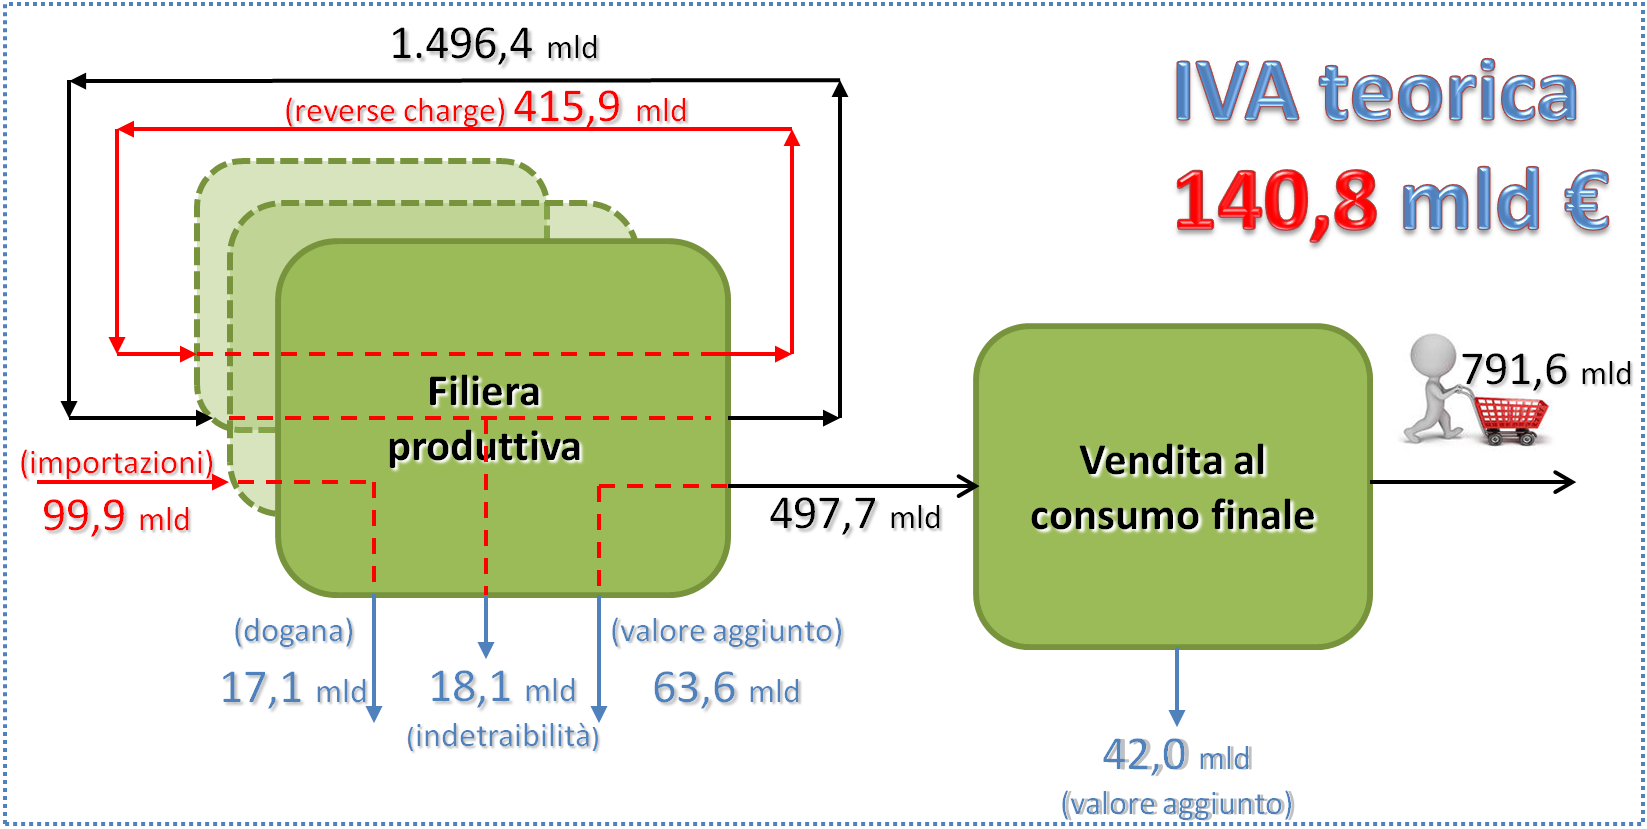 1.496,4 mld
(reverse charge) 415,9 mld
IVA teorica
140,8 mld €
Filiera
produttiva
(importazioni)
99,9 mld
497,7 mld
Vendita al
consumo finale
791,6 mld
(dogana)
17,1 mld
18,1 mld
(indetraibilità)
(valore aggiunto)
63,6 mld
42,0 mld
(valore aggiunto)